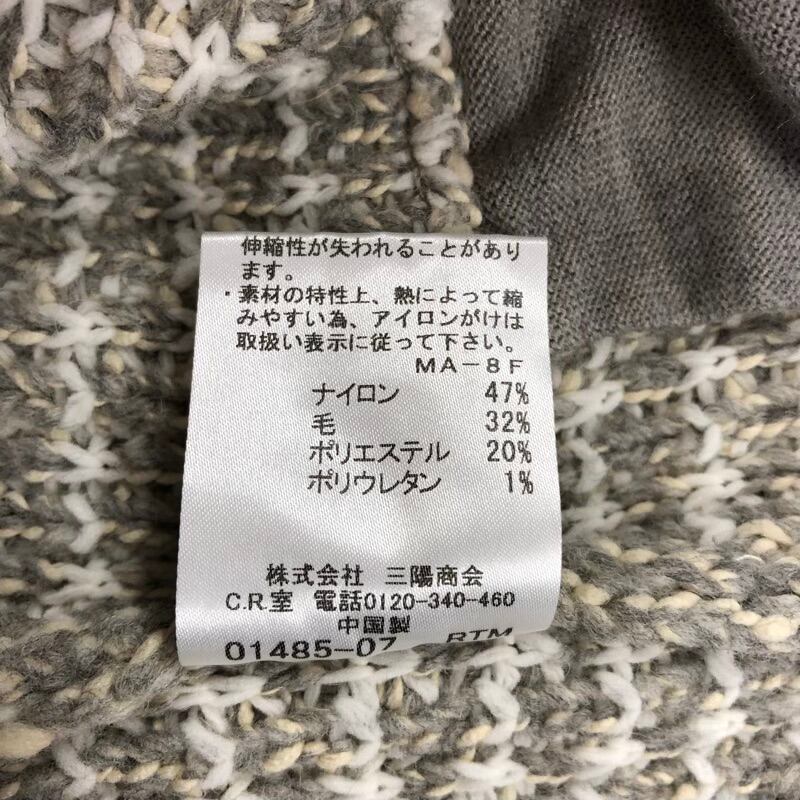 伸縮性が失われることがあり
ます。
・素材の特性上、熱によって縮
みやすい為、アイロンがけは
取扱い表示に従って下さい。
MA-8F
ナイロン 47%
毛 32%
ポリエステル 20%
ポリウレタン 1%
株式会社 三陽商会
C.R.室 電話0120-340-460
中国製
01485-07 RTM